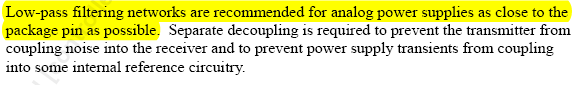 Low-pass filtering networks are recommended for analog power supplies as close to the
package pin as possible. Separate decoupling is required to prevent the transmitter from
coupling noise into the receiver and to prevent power supply transients from coupling
into some internal reference circuitry.